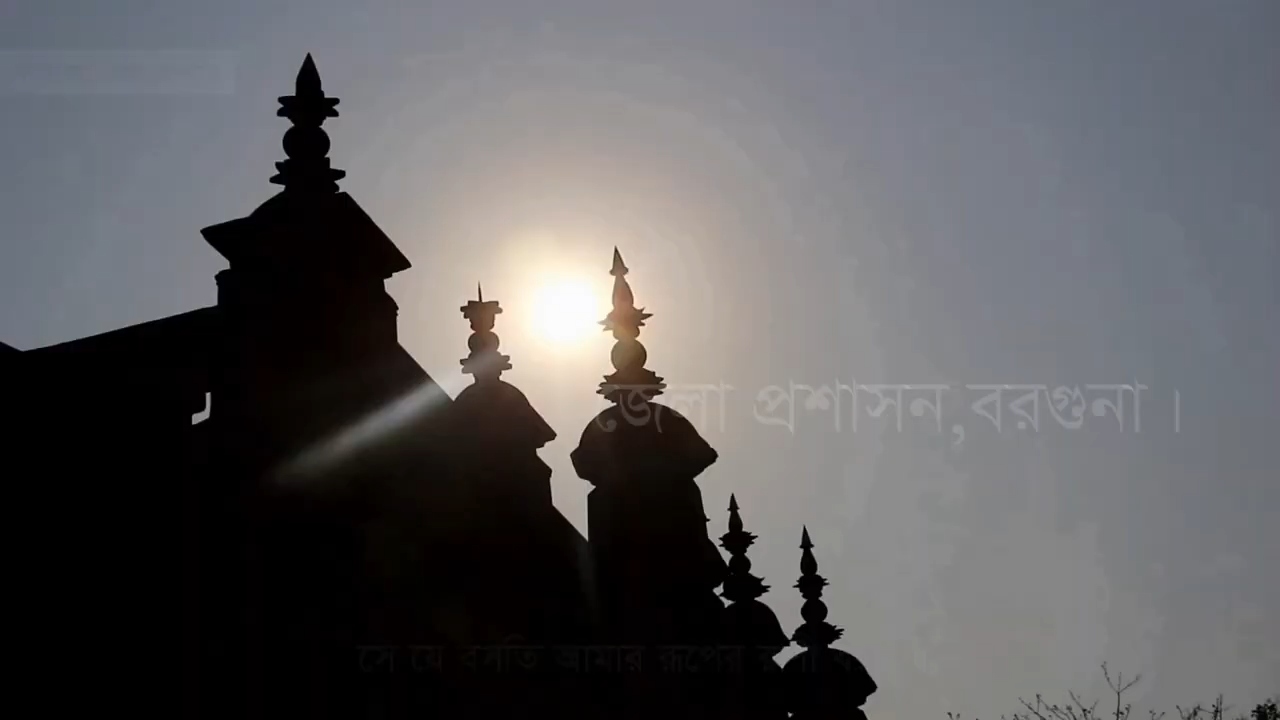 জেলা প্রশাসন,বরগুনা।
সে যে বসতি আমার রূপের